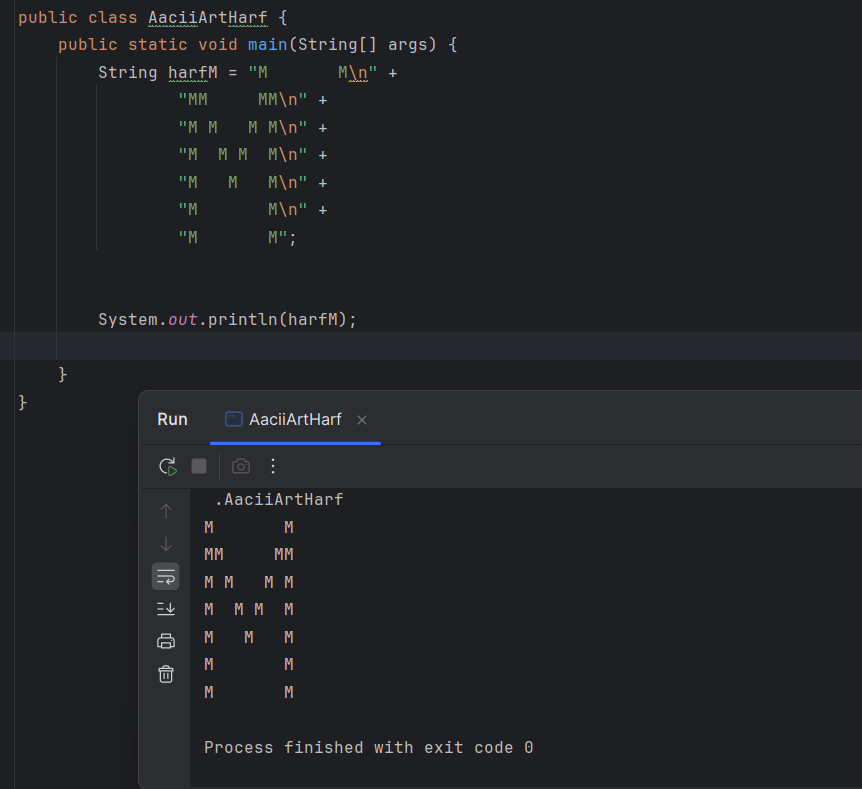 public class AaciiArtHarf {
    public static void main(String[] args) {
        String harfM = "M       M\n" +
                "MM     MM\n" +
                "M M   M M\n" +
                "M  M M  M\n" +
                "M   M   M\n" +
                "M       M\n" +
                "M       M";
        System.out.println(harfM);
    }
}
Run AaciiArtHarf
.AaciiArtHarf
M       M
MM     MM
M M   M M
M  M M  M
M   M   M
M       M
M       M
Process finished with exit code 0